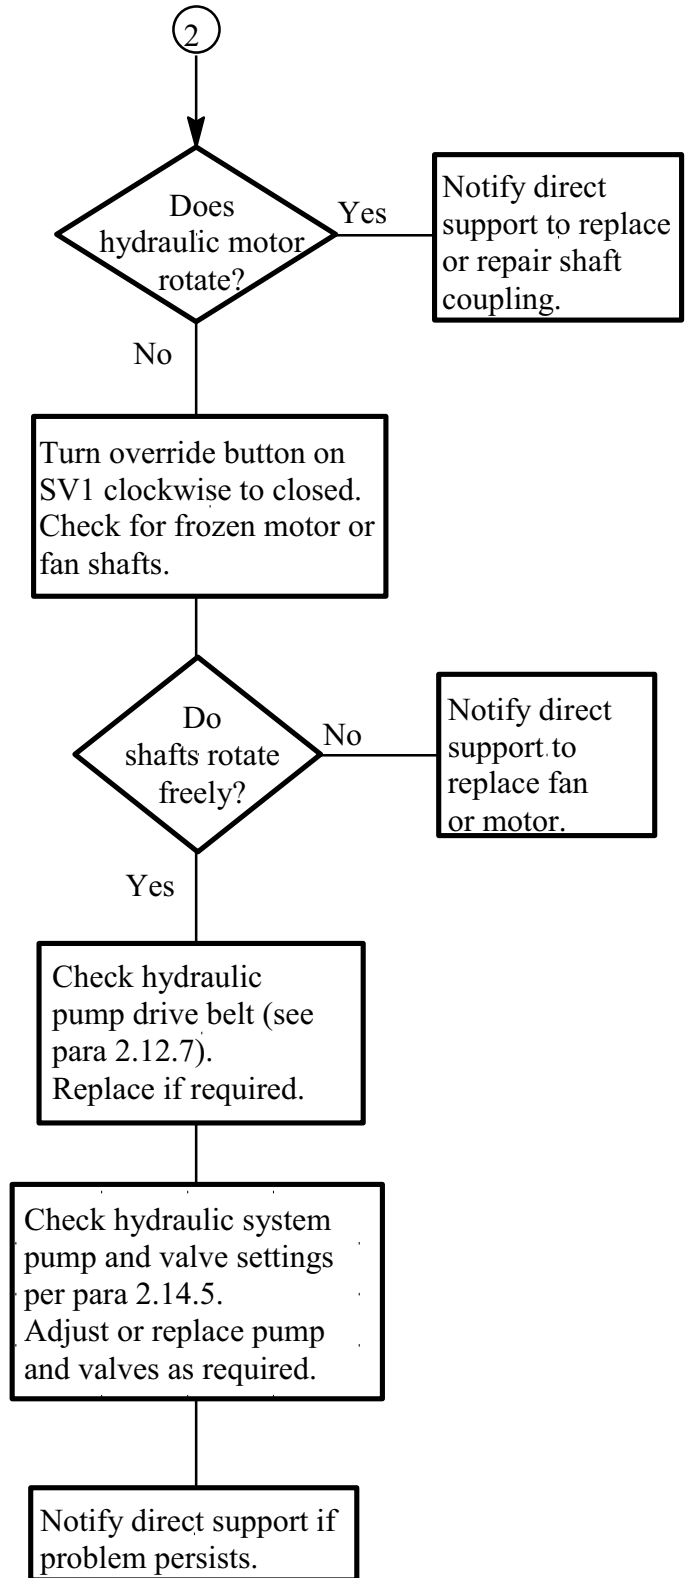 2
Does
hydraulic motor
rotate?
Yes
Notify direct
support to replace
or repair shaft
coupling.
No
Turn override button on
SV1 clockwise to closed.
Check for frozen motor or
fan shafts.
Do
shafts rotate
freely?
No
Notify direct
support to
replace fan
or motor.
Yes
Check hydraulic
pump drive belt (see
para 2.12.7).
Replace if required.
Check hydraulic system
pump and valve settings
per para 2.14.5.
Adjust or replace pump
and valves as required.
Notify direct support if
problem persists.